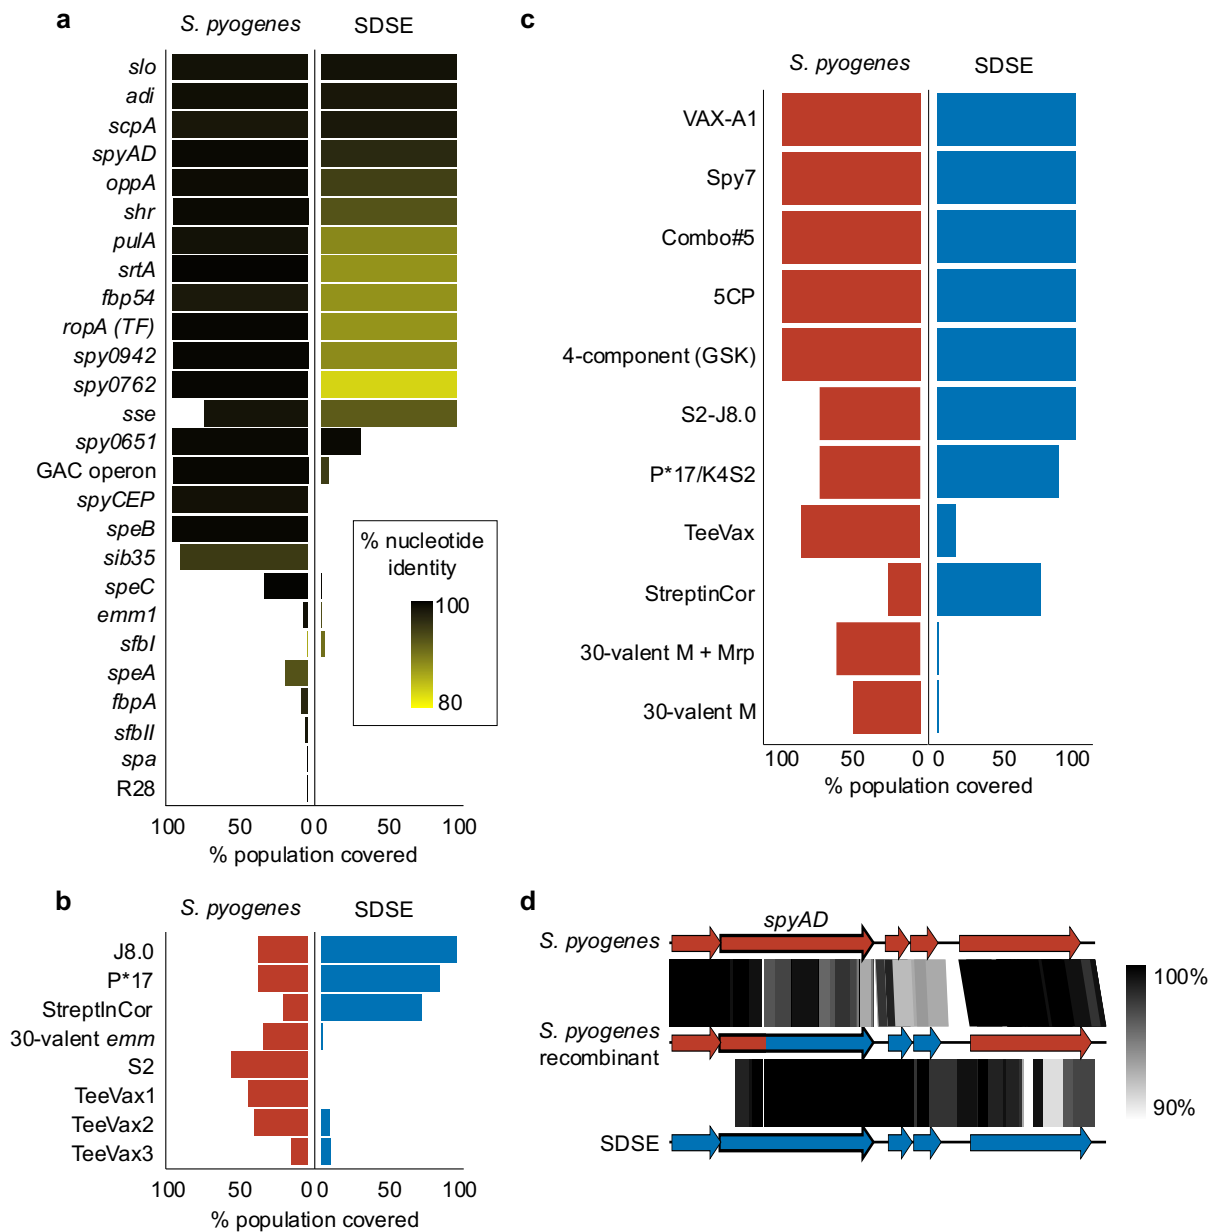 a
S. pyogenes
SDSE
slo
adi
scpA
spyAD
oppA
shr
pulA
srtA
fbp54
ropA (TF)
spy0942
spy0762
sse
spy0651
GAC operon
spyCEP
speB
sib35
speC
emm1
sfbI
speA
fbpA
sfbII
spa
R28
% nucleotide
identity
100
80
100 50 0 0 50 100
% population covered
b
S. pyogenes
SDSE
J8.0
P*17
StreptInCor
30-valent emm
S2
TeeVax1
TeeVax2
TeeVax3
100 50 0 0 50 100
% population covered
c
S. pyogenes
SDSE
VAX-A1
Spy7
Combo#5
5CP
4-component (GSK)
S2-J8.0
P*17/K4S2
TeeVax
StreptinCor
30-valent M + Mrp
30-valent M
100 50 0 0 50 100
% population covered
d
spyAD
S. pyogenes
S. pyogenes
recombinant
SDSE
100%
90%